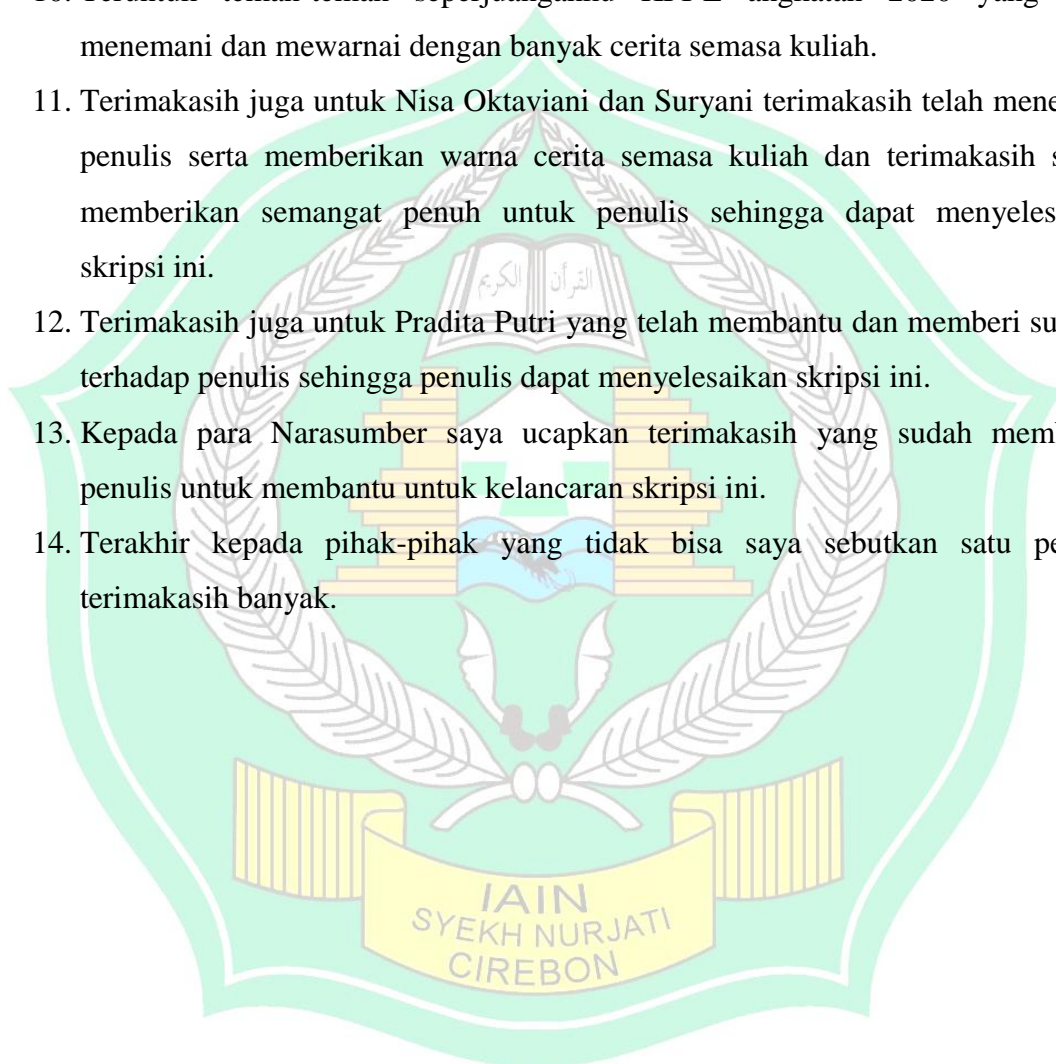 menemani dan mewarnai dengan banyak cerita semasa kuliah.
11. Terimakasih juga untuk Nisa Oktaviani dan Suryani terimakasih telah mene
penulis serta memberikan warna cerita semasa kuliah dan terimakasih s
memberikan semangat penuh untuk penulis sehingga dapat menyeles
skripsi ini.
القرآن الكريم
12. Terimakasih juga untuk Pradita Putri yang telah membantu dan memberi su
terhadap penulis sehingga penulis dapat menyelesaikan skripsi ini.
13. Kepada para Narasumber saya ucapkan terimakasih yang sudah memb
penulis untuk membantu untuk kelancaran skripsi ini.
14. Terakhir kepada pihak-pihak yang tidak bisa saya sebutkan satu pe
terimakasih banyak.
IAIN
SYEKH NURJATI
CIREBON